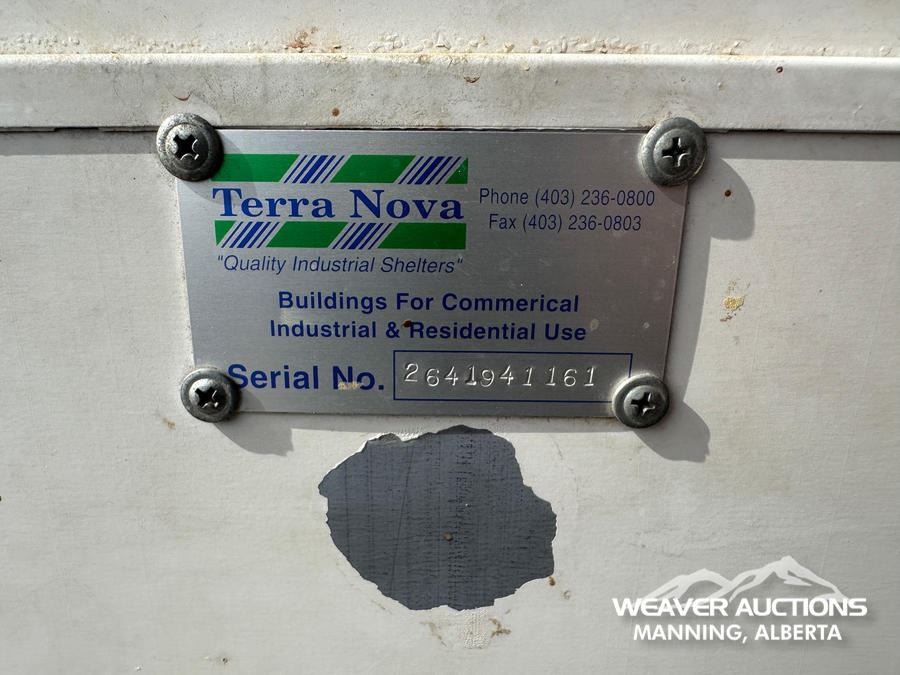 Terra Nova
"Quality Industrial Shelters"
Phone (403) 236-0800
Fax (403) 236-0803
Buildings For Commerical
Industrial & Residential Use
Serial No. 2641941161
WEAVER AUCTIONS
MANNING, ALBERTA